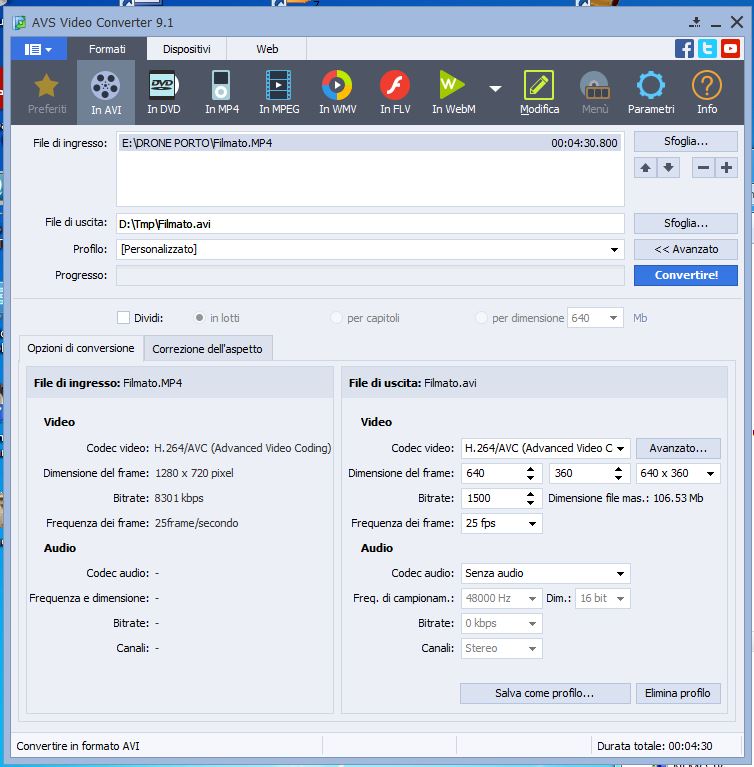 AVS Video Converter 9.1
Formati Dispositivi Web
Preferiti In AVI In DVD In MP4 In MPEG In WMV In FLV In WebM Modifica Menù Parametri Info
File di ingresso: E:\DRONE PORTO\Filmato.MP4 00:04:30.800 Sfoglia...
File di uscita: D:\Tmp\Filmato.avi Sfoglia...
Profilo: [Personalizzato] << Avanzato
Progresso: Convertire!
Dividi: in lotti per capitoli per dimensione 640 Mb
Opzioni di conversione Correzione dell'aspetto
File di ingresso: Filmato.MP4 File di uscita: Filmato.avi
Video Video
Codec video: H.264/AVC (Advanced Video Coding) Codec video: H.264/AVC (Advanced Video C Avanzato...
Dimensione del frame: 1280 x 720 pixel Dimensione del frame: 640 360 640 x 360
Bitrate: 8301 kbps Bitrate: 1500 Dimensione file mas.: 106.53 Mb
Frequenza dei frame: 25frame/secondo Frequenza dei frame: 25 fps
Audio Audio
Codec audio: - Codec audio: Senza audio
Frequenza e dimensione: - Freq. di campionam.: 48000 Hz Dim.: 16 bit
Bitrate: - Bitrate: 0 kbps
Canali: - Canali: Stereo
Salva come profilo... Elimina profilo
Convertire in formato AVI Durata totale: 00:04:30